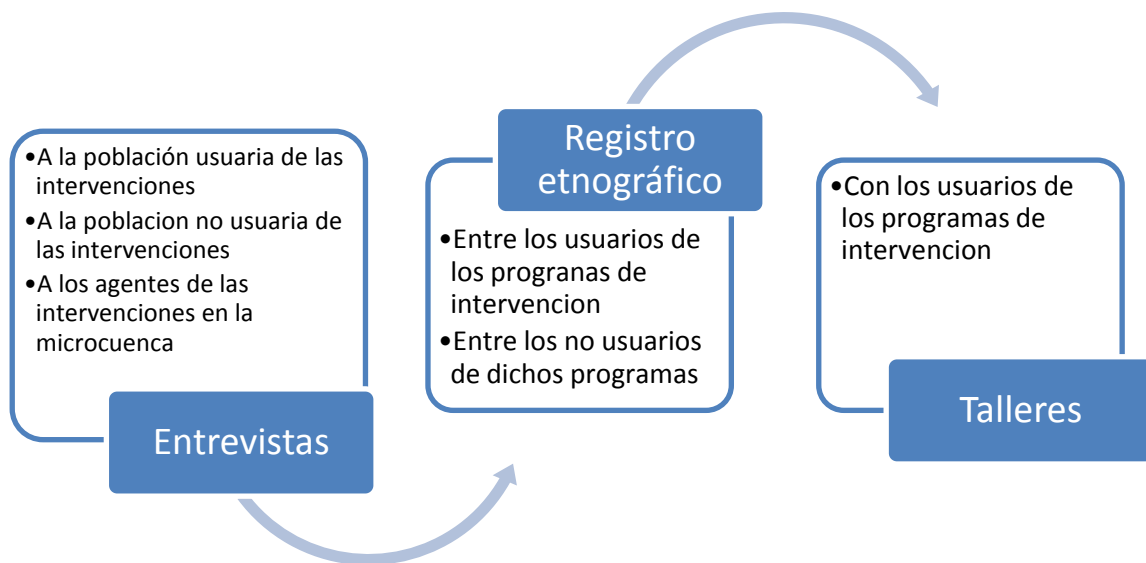 •A la población usuaria de las
intervenciones
•A la poblacion no usuaria de
las intervenciones
•A los agentes de las
intervenciones en la
microcuenca
Entrevistas
Registro
etnográfico
•Entre los usuarios de
los progranas de
intervencion
•Entre los no usuarios
de dichos programas
•Con los usuarios de
los programas de
intervencion
Talleres